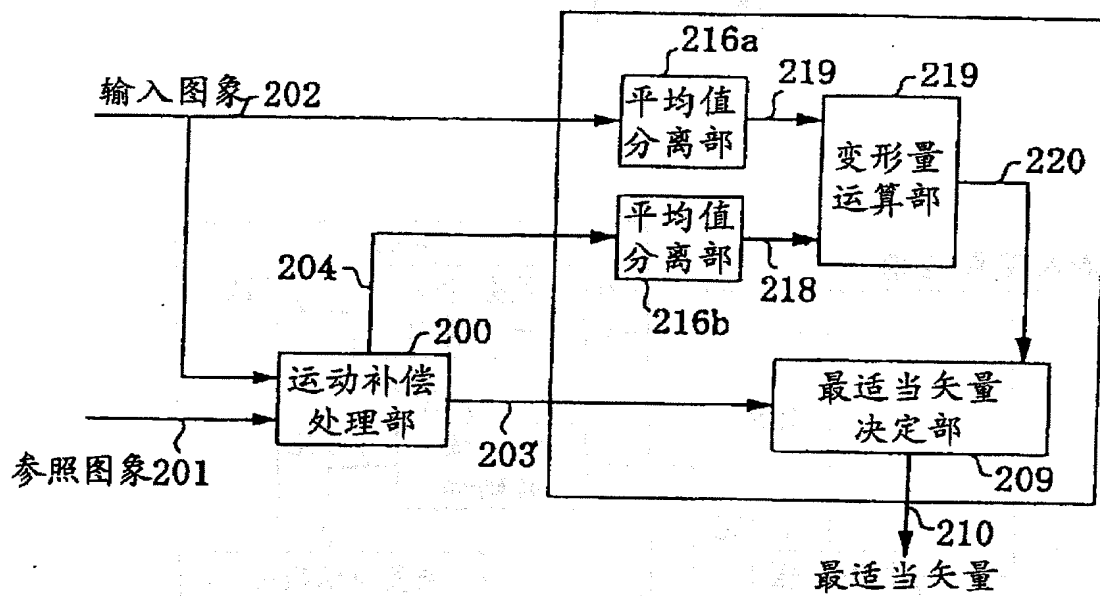 216a
219
219
输入图象
202
平均值
分离部
变形量
运算部
220
平均值
分离部
204
218
216b
200
运动补偿
处理部
最适当矢量
决定部
203
参照图象201
209
210
最适当矢量